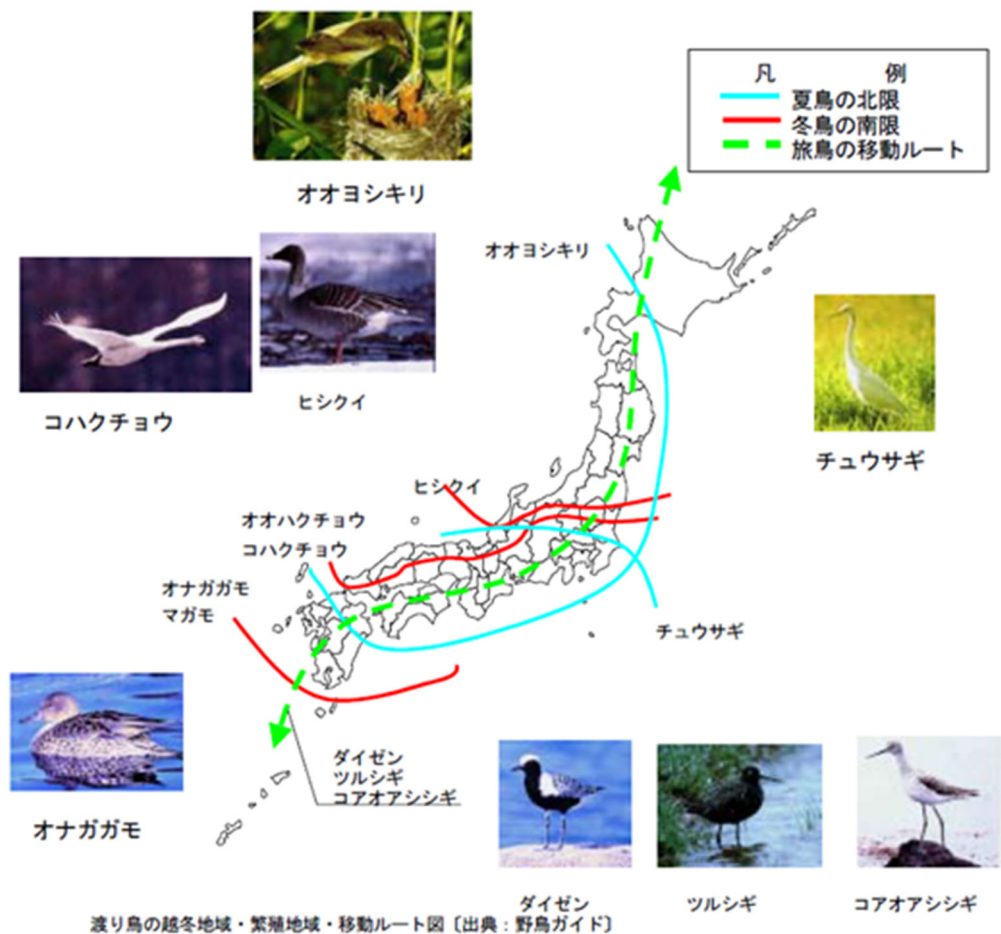 凡 例
夏鳥の北限
冬鳥の南限
旅鳥の移動ルート
オオヨシキリ
オオヨシキリ
コハクチョウ
ヒシクイ
チュウサギ
ヒシクイ
オオハクチョウ
コハクチョウ
オナガガモ
マガモ
チュウサギ
ダイゼン
ツルシギ
コアオアシシギ
オナガガモ
ダイゼン
ツルシギ
コアオアシシギ
渡り鳥の越冬地域・繁殖地域・移動ルート図〔出典:野鳥ガイド〕